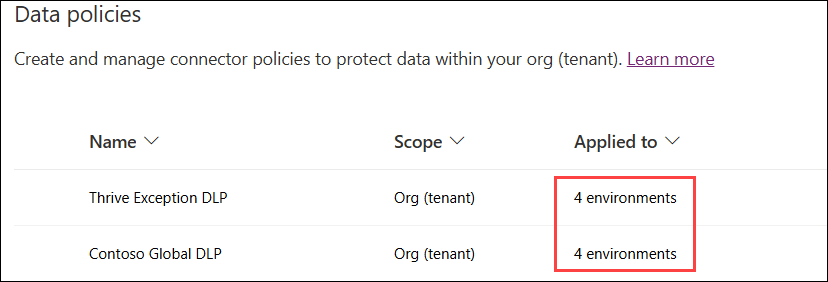 Data policies
Create and manage connector policies to protect data within your org (tenant). Learn more
Name Scope Applied to
Thrive Exception DLP Org (tenant) 4 environments
Contoso Global DLP Org (tenant) 4 environments